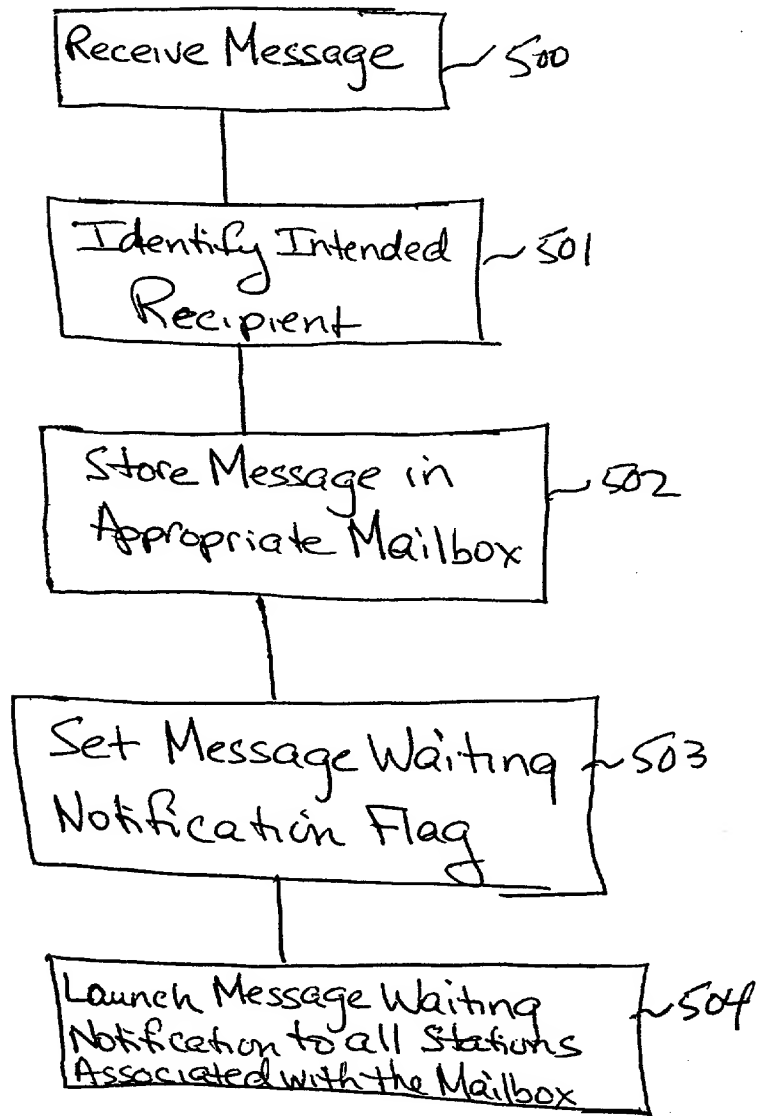 Receive Message
500
Identify Intended
Recipient
501
Store Message in
Appropriate Mailbox
502
Set Message Waiting
Notification Flag
503
Launch Message Waiting
Notification to all Stations
Associated with the Mailbox
504